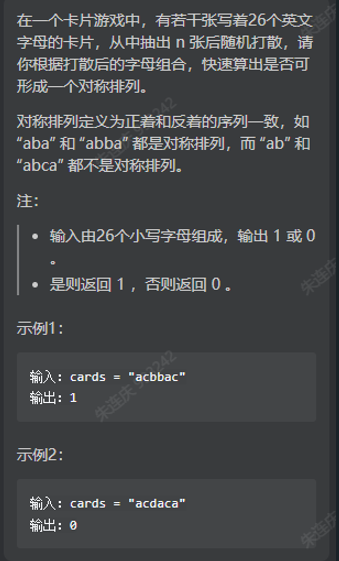 在一个卡片游戏中，有若干张写着26个英文
字母的卡片，从中抽出 n 张后随机打散，请
你根据打散后的字母组合，快速算出是否可
形成一个对称排列。
对称排列定义为正着和反着的序列一致，如
“aba” 和 “abba” 都是对称排列，而 “ab” 和
“abca” 都不是对称排列。
注：
• 输入由26个小写字母组成，输出 1 或 0
。
• 是则返回 1 ，否则返回 0 。
示例1：
输入：cards = "acbbac"
输出：1
示例2：
输入：cards = "acdaca"
输出：0